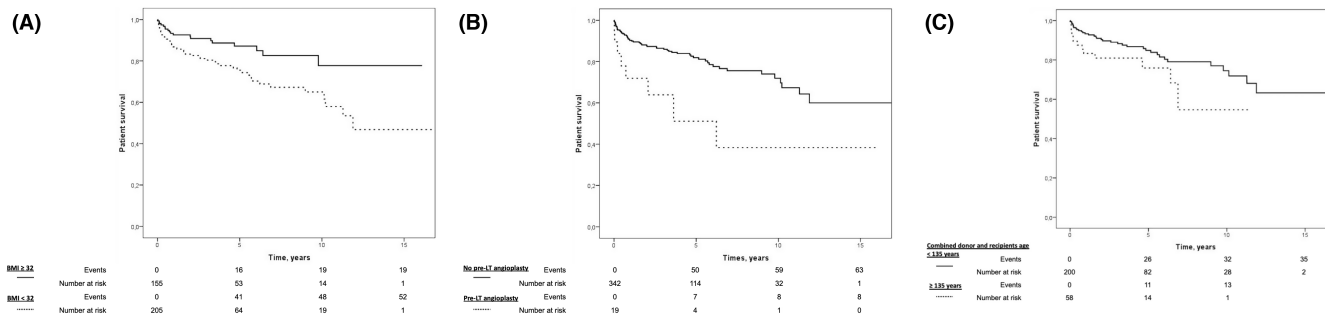 (A)
Patient survival
1,0
0,8
0,6
0,4
0,2
0,0
0 5 10 15
Time, years
BMI ≥ 32 Events 0 16 19 19
Number at risk 155 53 14 1
BMI < 32 Events 0 41 48 52
Number at risk 205 64 19 1
(B)
Patient survival
1,0
0,8
0,6
0,4
0,2
0,0
0 5 10 15
Times, years
No pre-LT angioplasty Events 0 50 59 63
Number at risk 342 114 32 1
Pre-LT angioplasty Events 0 7 8 8
Number at risk 19 4 1 0
(C)
Patient survival
1,0
0,8
0,6
0,4
0,2
0,0
0 5 10 15
Time, years
Combined donor and recipients age
< 135 years Events 0 26 32 35
Number at risk 200 82 28 2
≥ 135 years Events 0 11 13
Number at risk 58 14 1